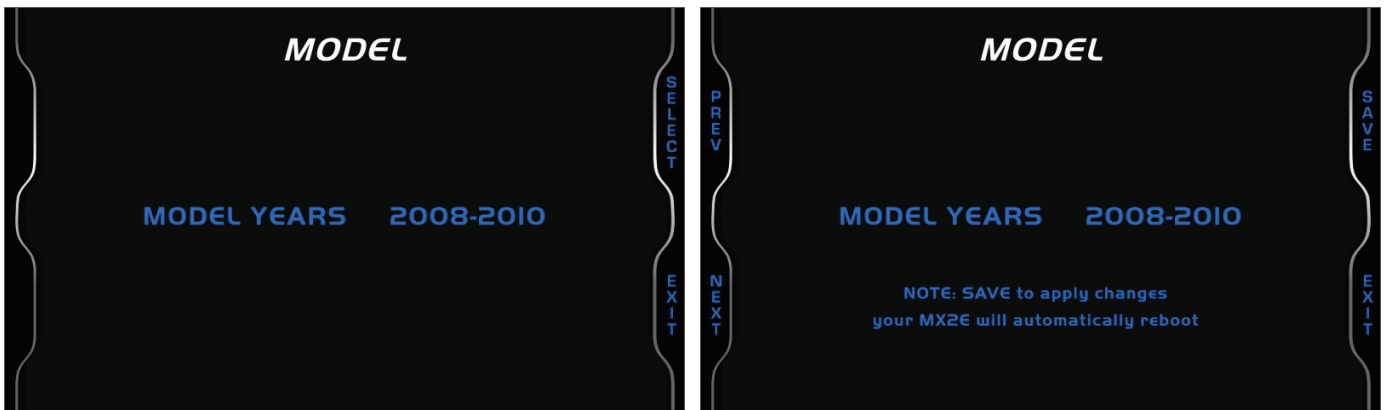 MODEL
SELECT
MODEL YEARS 2008-2010
EXIT
MODEL
PREV
SAVE
MODEL YEARS 2008-2010
NOTE: SAVE to apply changes
your MX2E will automatically reboot
NEXT
EXIT